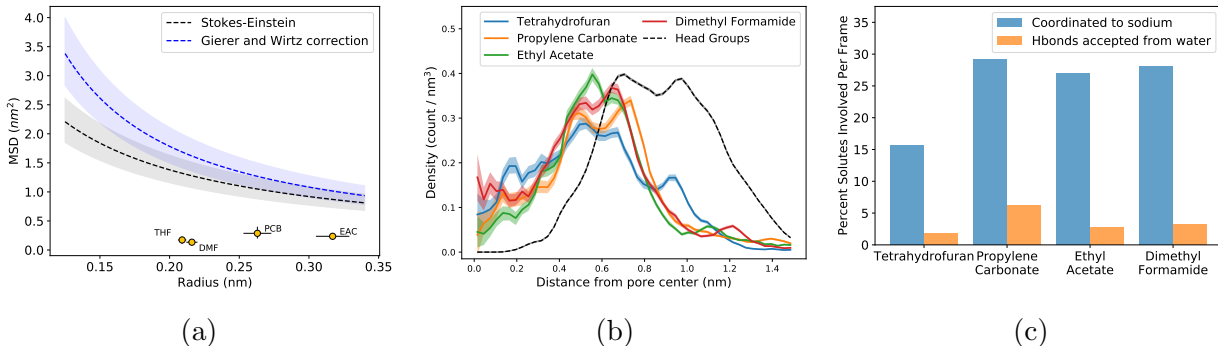 Stokes-Einstein
Gierer and Wirtz correction
MSD (nm²)
4.0
3.5
3.0
2.5
2.0
1.5
1.0
0.5
0.0
THF
DMF
PCB
EAC
0.15
0.20
0.25
0.30
0.35
Radius (nm)
(a)
Tetrahydrofuran
Propylene Carbonate
Ethyl Acetate
Dimethyl Formamide
Head Groups
Density (count / nm³)
0.5
0.4
0.3
0.2
0.1
0.0
0.0
0.2
0.4
0.6
0.8
1.0
1.2
1.4
Distance from pore center (nm)
(b)
Coordinated to sodium
Hbonds accepted from water
Percent Solutes Involved Per Frame
35
30
25
20
15
10
5
0
Tetrahydrofuran
Propylene
Carbonate
Ethyl
Acetate
Dimethyl
Formamide
(c)